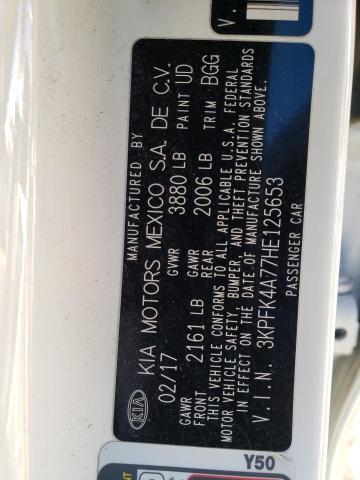 MANUFACTURED BY
KIA KIA MOTORS MEXICO S.A. DE C.V.
02/17 GVWR 3880 LB PAINT UD
GAWR FRONT 2161 LB GAWR REAR 2006 LB TRIM BGG
THIS VEHICLE CONFORMS TO ALL APPLICABLE U.S.A. FEDERAL
MOTOR VEHICLE SAFETY, BUMPER, AND THEFT PREVENTION STANDARDS
IN EFFECT ON THE DATE OF MANUFACTURE SHOWN ABOVE.
V.I.N. 3KPFK4A77HE125653
PASSENGER CAR
Y50
V.